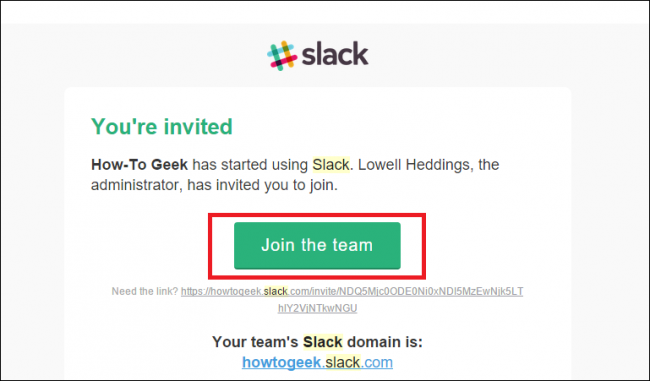 slack
You're invited
How-To Geek has started using Slack. Lowell Heddings, the
administrator, has invited you to join.
Join the team
Need the link? https://howtogeek.slack.com/invite/NDQ5Mjc0ODE0Ni0xNDI5MzEwNjk5LT
hlY2VjNTkwNGU
Your team's Slack domain is:
howtogeek.slack.com